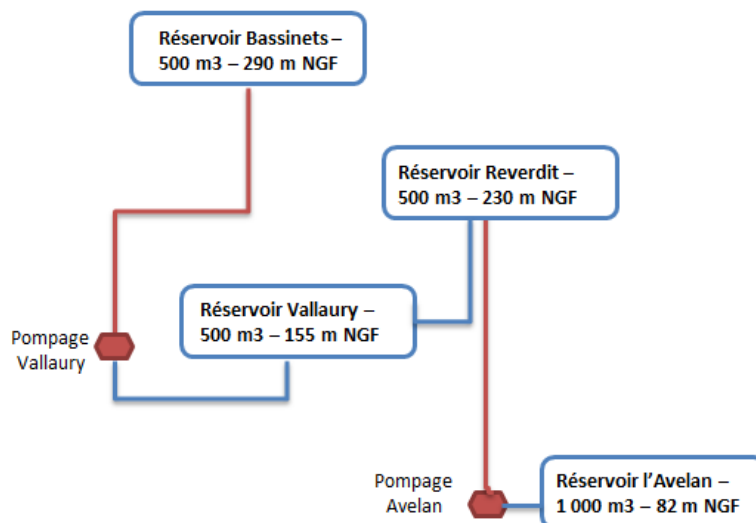 Réservoir Bassinets –
500 m3 – 290 m NGF
Réservoir Reverdit –
500 m3 – 230 m NGF
Réservoir Vallaury –
500 m3 – 155 m NGF
Pompage
Vallaury
Pompage
Avelan
Réservoir l'Avelan –
1 000 m3 – 82 m NGF